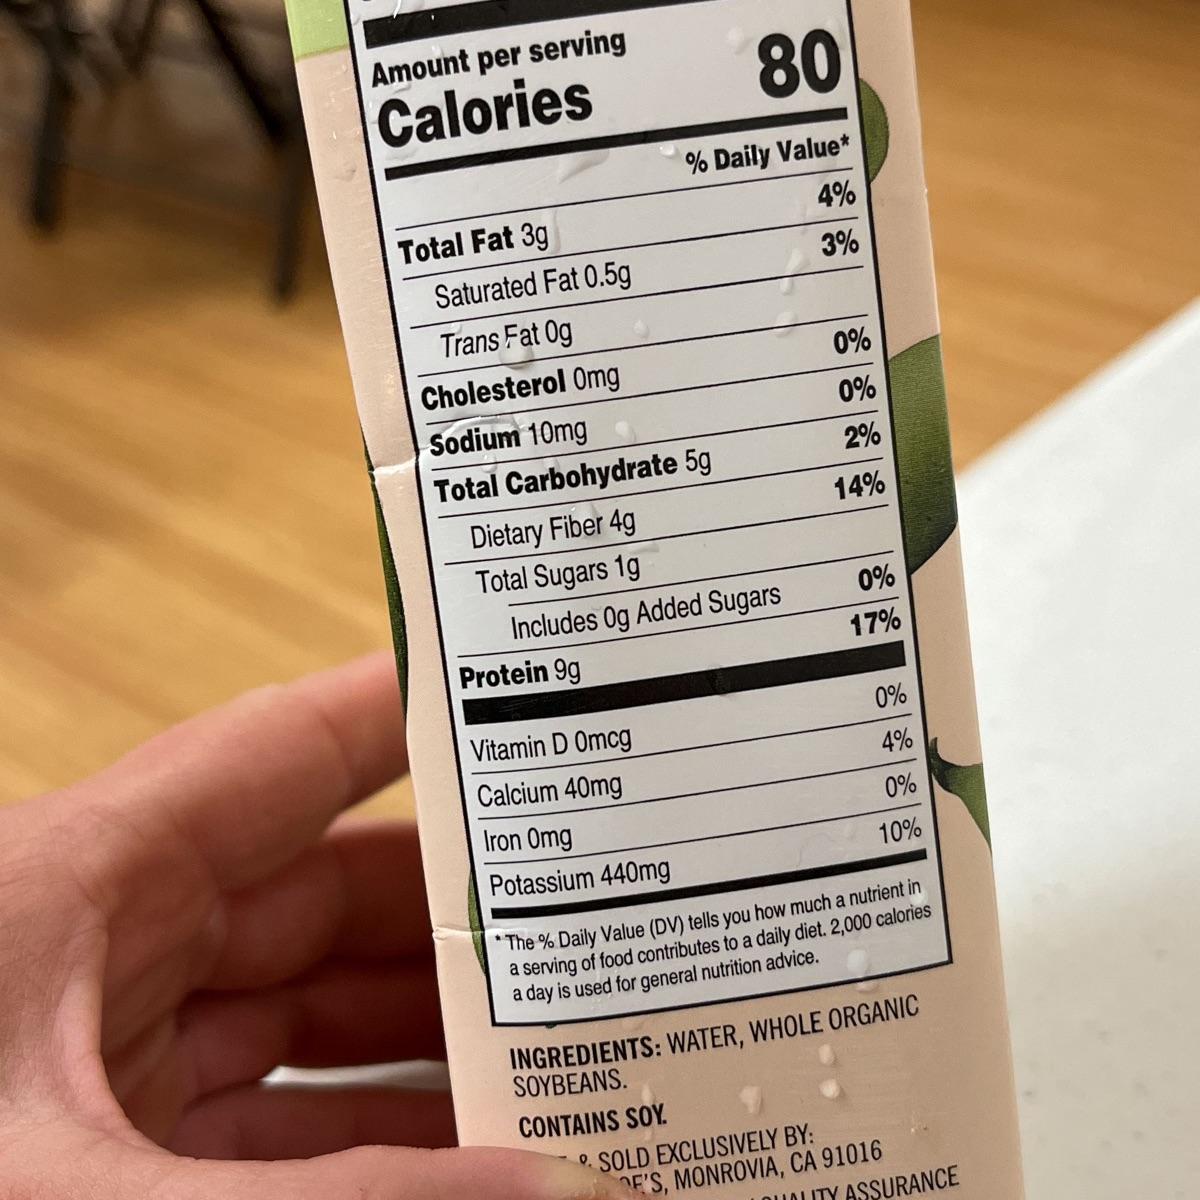 Amount per serving
Calories 80
% Daily Value*
Total Fat 3g 4%
Saturated Fat 0.5g 3%
Trans Fat 0g
Cholesterol 0mg 0%
Sodium 10mg 0%
Total Carbohydrate 5g 2%
Dietary Fiber 4g 14%
Total Sugars 1g
Includes 0g Added Sugars 0%
Protein 9g 17%
Vitamin D 0mcg 0%
Calcium 40mg 4%
Iron 0mg 0%
Potassium 440mg 10%
* The % Daily Value (DV) tells you how much a nutrient in
a serving of food contributes to a daily diet. 2,000 calories
a day is used for general nutrition advice.
INGREDIENTS: WATER, WHOLE ORGANIC
SOYBEANS.
CONTAINS SOY.
& SOLD EXCLUSIVELY BY:
OE'S, MONROVIA, CA 91016
QUALITY ASSURANCE